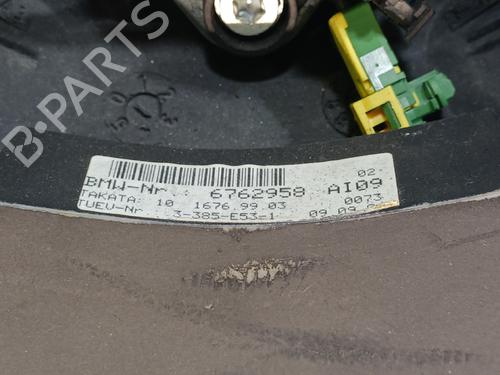 B-PARTS
02.
BMW-Nr.: 6762958 AI09
TAKATA: 10 1676.99.03 0073
TUEU-Nr 3-385-E53-1 09.09.